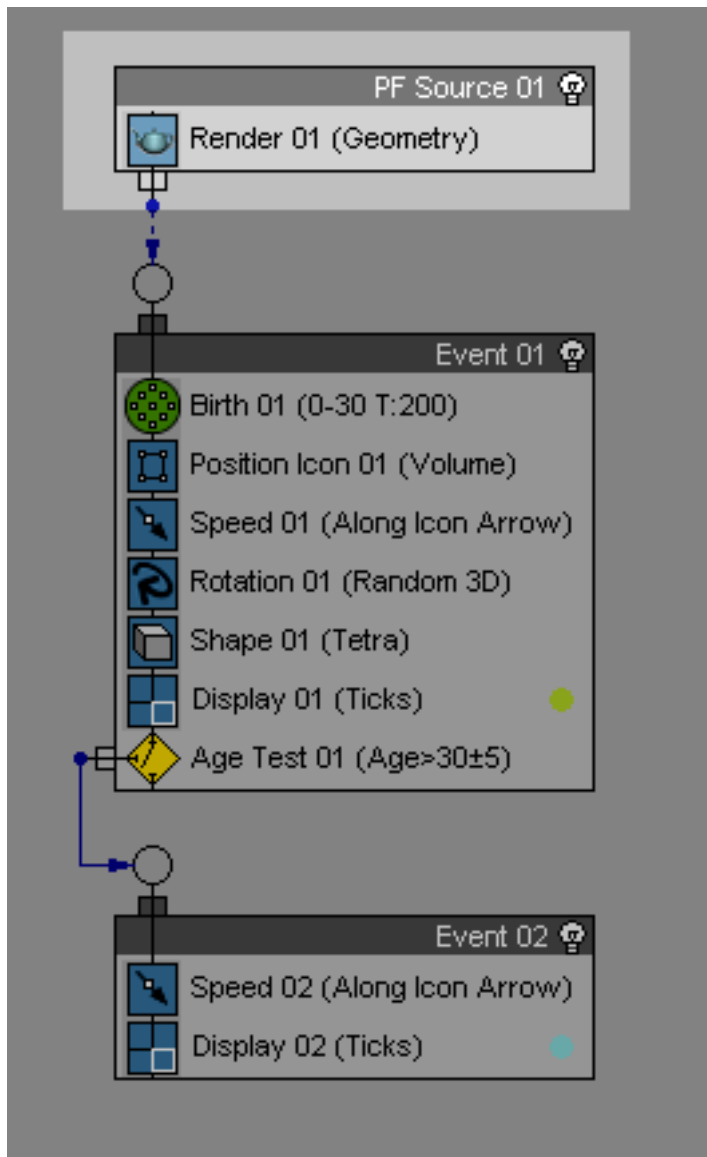 PF Source 01
Render 01 (Geometry)
Event 01
Birth 01 (0-30 T:200)
Position Icon 01 (Volume)
Speed 01 (Along Icon Arrow)
Rotation 01 (Random 3D)
Shape 01 (Tetra)
Display 01 (Ticks)
Age Test 01 (Age>30±5)
Event 02
Speed 02 (Along Icon Arrow)
Display 02 (Ticks)